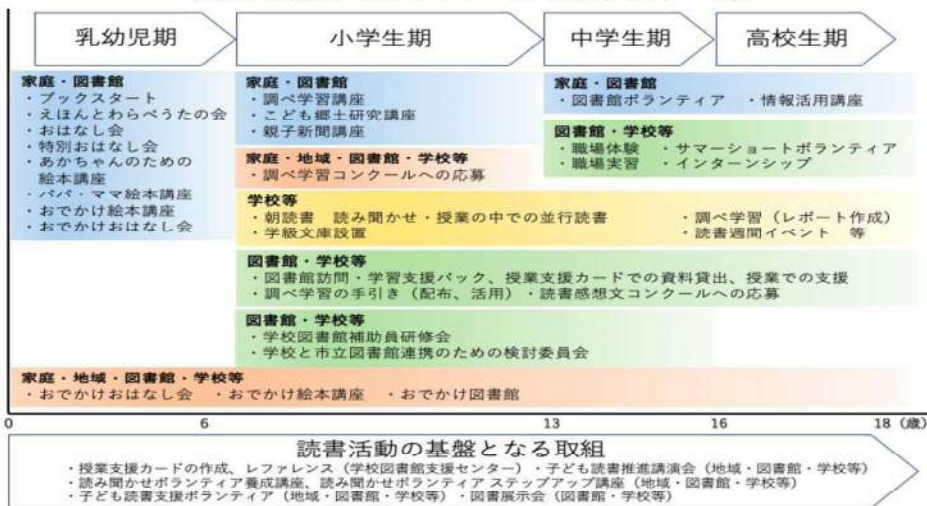 乳幼児期
小学生期
中学生期
高校生期
家庭・図書館
・ブックスタート
・えほんとわらべうたの会
・おはなし会
・特別おはなし会
・あかちゃんのための
絵本講座
・パパ・ママ絵本講座
・おでかけ絵本講座
・おでかけおはなし会
家庭・図書館
・調べ学習講座
・こども郷土研究講座
・親子新聞講座
家庭・地域・図書館・学校等
・調べ学習コンクールへの応募
家庭・図書館
・図書館ボランティア ・情報活用講座
図書館・学校等
・職場体験 ・サマーショートボランティア
・職場実習 ・インターンシップ
学校等
・朝読書 読み聞かせ・授業の中での並行読書 ・調べ学習（レポート作成）
・学級文庫設置 ・読書週間イベント 等
図書館・学校等
・図書館訪問・学習支援パック、授業支援カードでの資料貸出、授業での支援
・調べ学習の手引き（配布、活用）・読書感想文コンクールへの応募
図書館・学校等
・学校図書館補助員研修会
・学校と市立図書館連携のための検討委員会
家庭・地域・図書館・学校等
・おでかけおはなし会 ・おでかけ絵本講座 ・おでかけ図書館
0 6 13 16 18（歳）
読書活動の基盤となる取組
・授業支援カードの作成、レファレンス（学校図書館支援センター）・子ども読書推進講演会（地域・図書館・学校等）
・読み聞かせボランティア養成講座、読み聞かせボランティア ステップアップ講座（地域・図書館・学校等）
・子ども読書支援ボランティア（地域・図書館・学校等）・図書展示会（図書館・学校等）